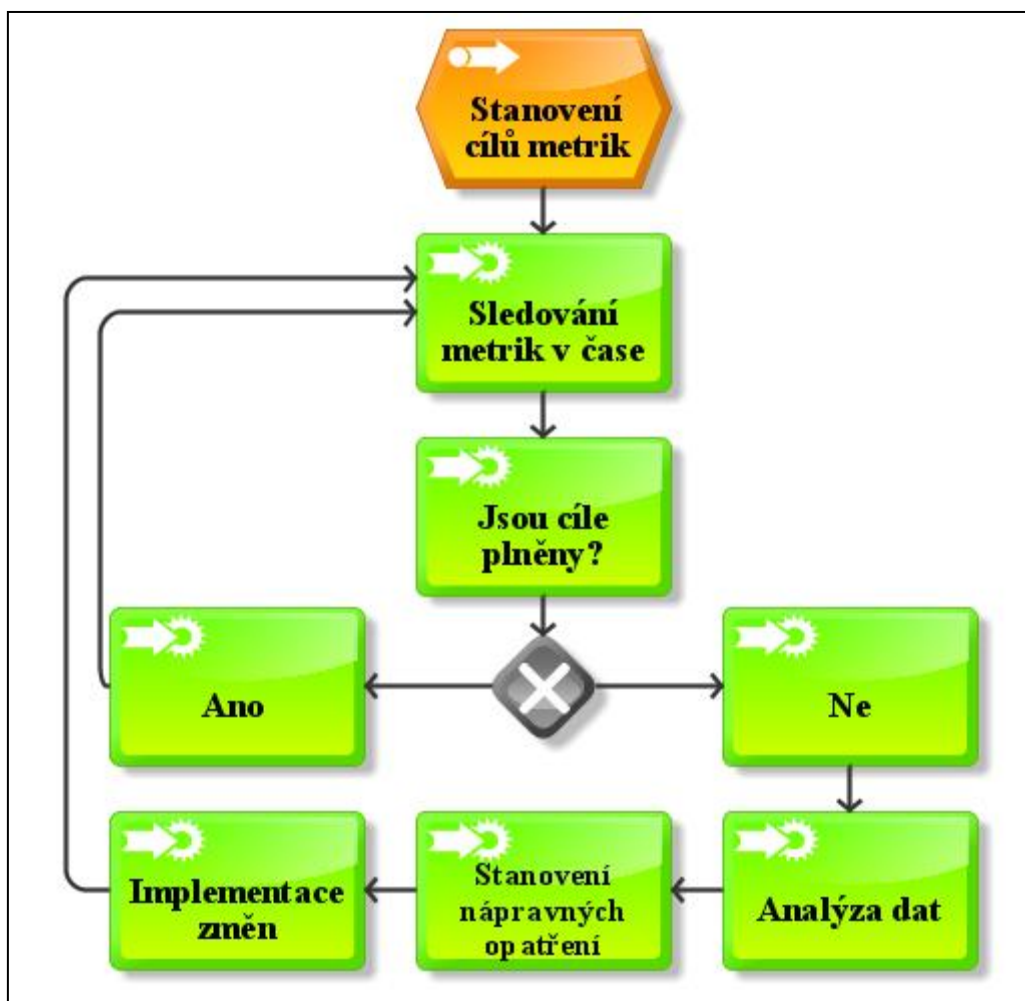 Stanovení
cílů metrik
Sledování
metrik v čase
Jsou cíle
plněny?
Ano
Ne
Implementace
změn
Stanovení
nápravných
opatření
Analýza dat